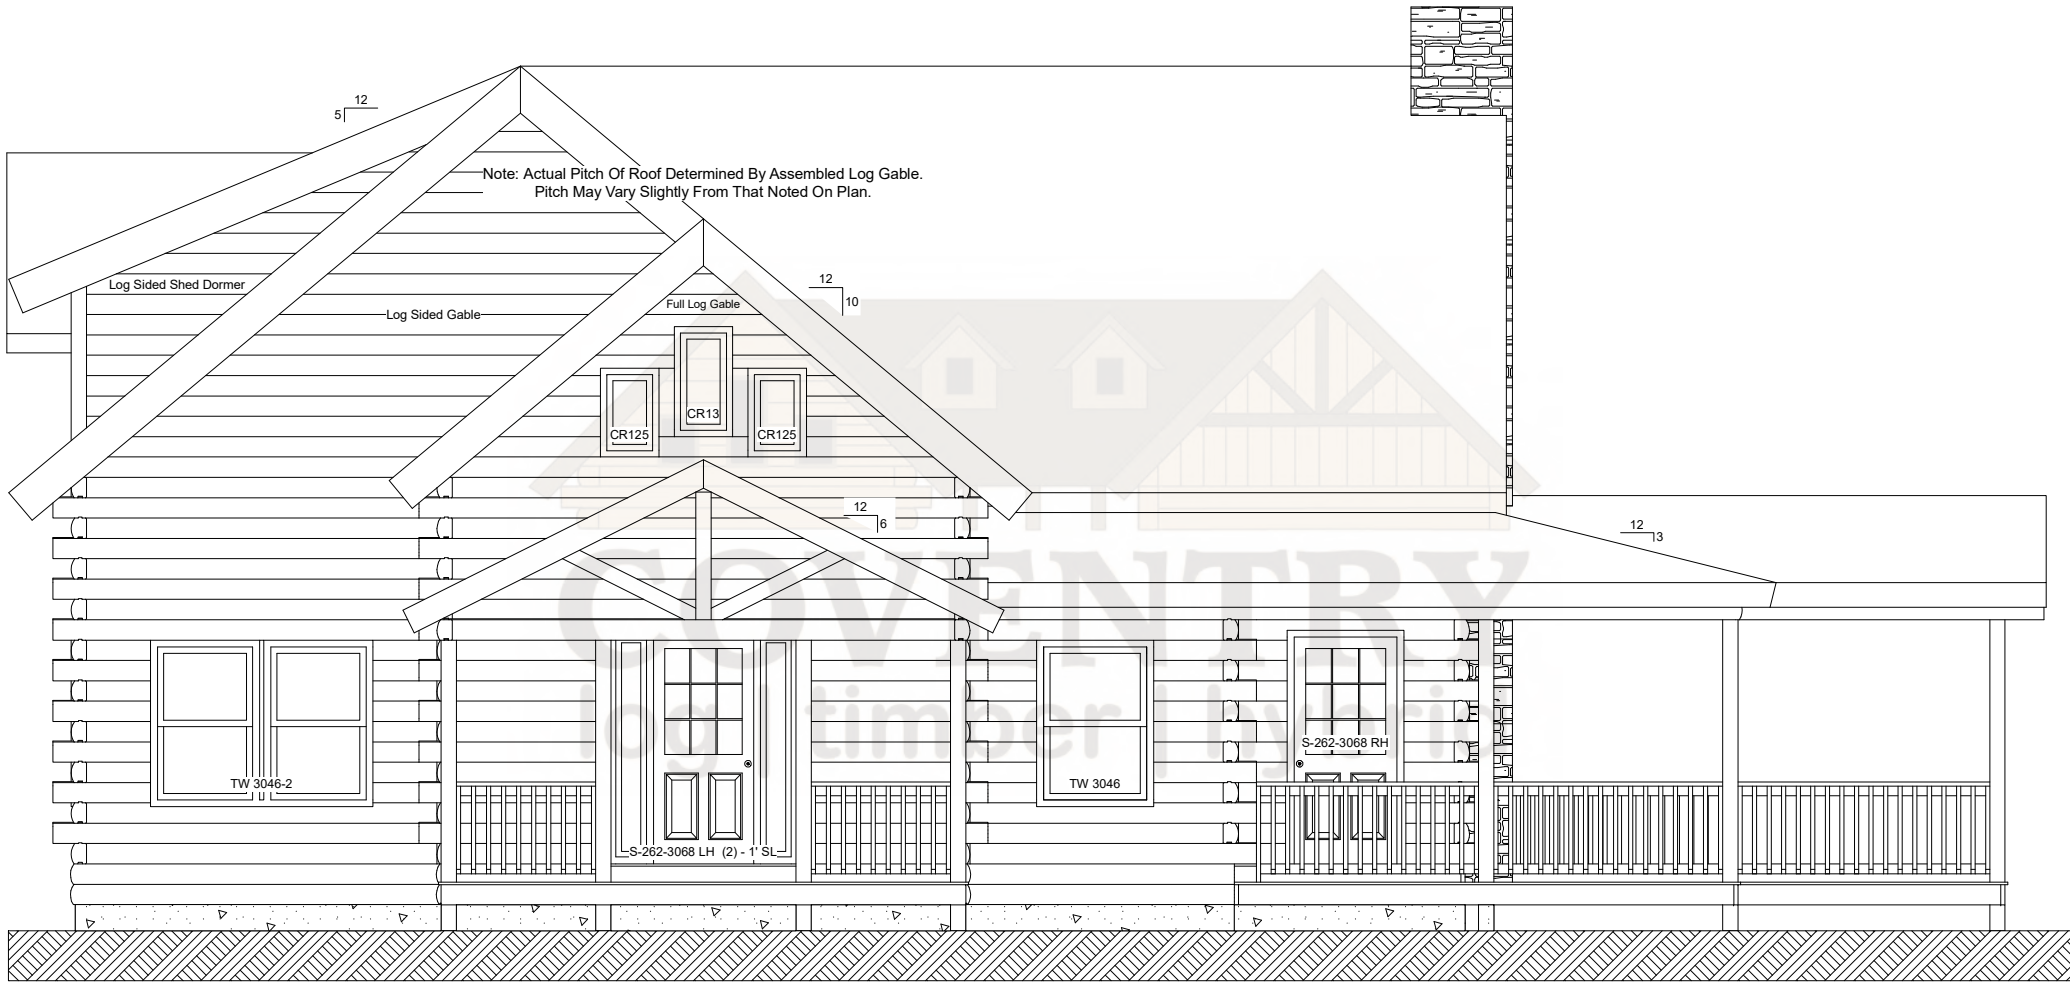 12
5
Note: Actual Pitch Of Roof Determined By Assembled Log Gable.
Pitch May Vary Slightly From That Noted On Plan.
Log Sided Shed Dormer
Log Sided Gable
Full Log Gable
12
10
CR13
CR125
CR125
12
6
12
3
COVENTRY
log | timber | hybrid
TW 3046-2
TW 3046
S-262-3068 RH
S-262-3068 LH (2) - 1' SL